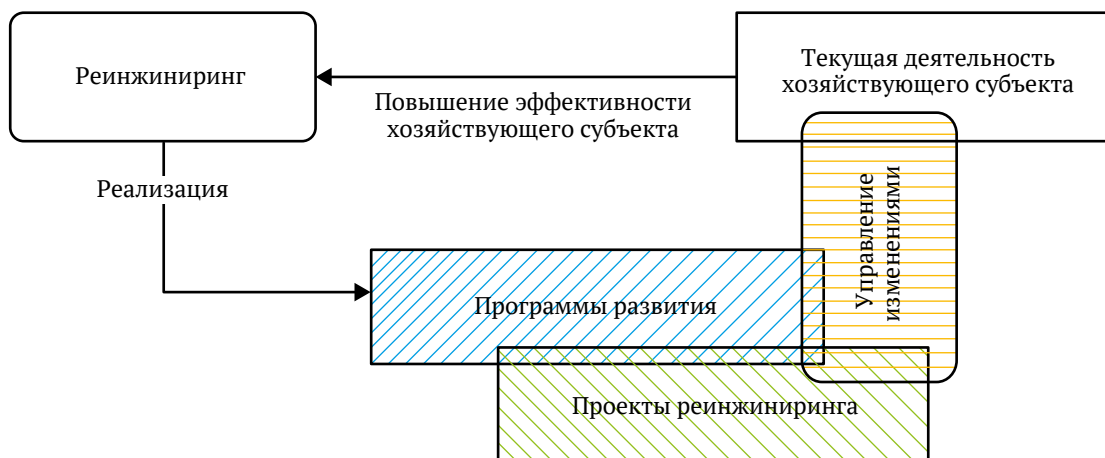 Реинжиниринг
Текущая деятельность
хозяйствующего субъекта
Повышение эффективности
хозяйствующего субъекта
Реализация
Управление
изменениями
Программы развития
Проекты реинжиниринга